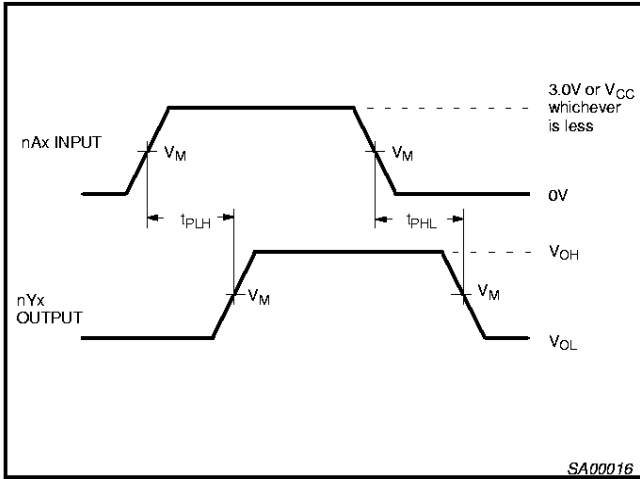 3.0V or VCC
whichever
is less
nAx INPUT
VM
VM
0V
tPLH
tPHL
VOH
nYx
OUTPUT
VM
VM
VOL
SA00016